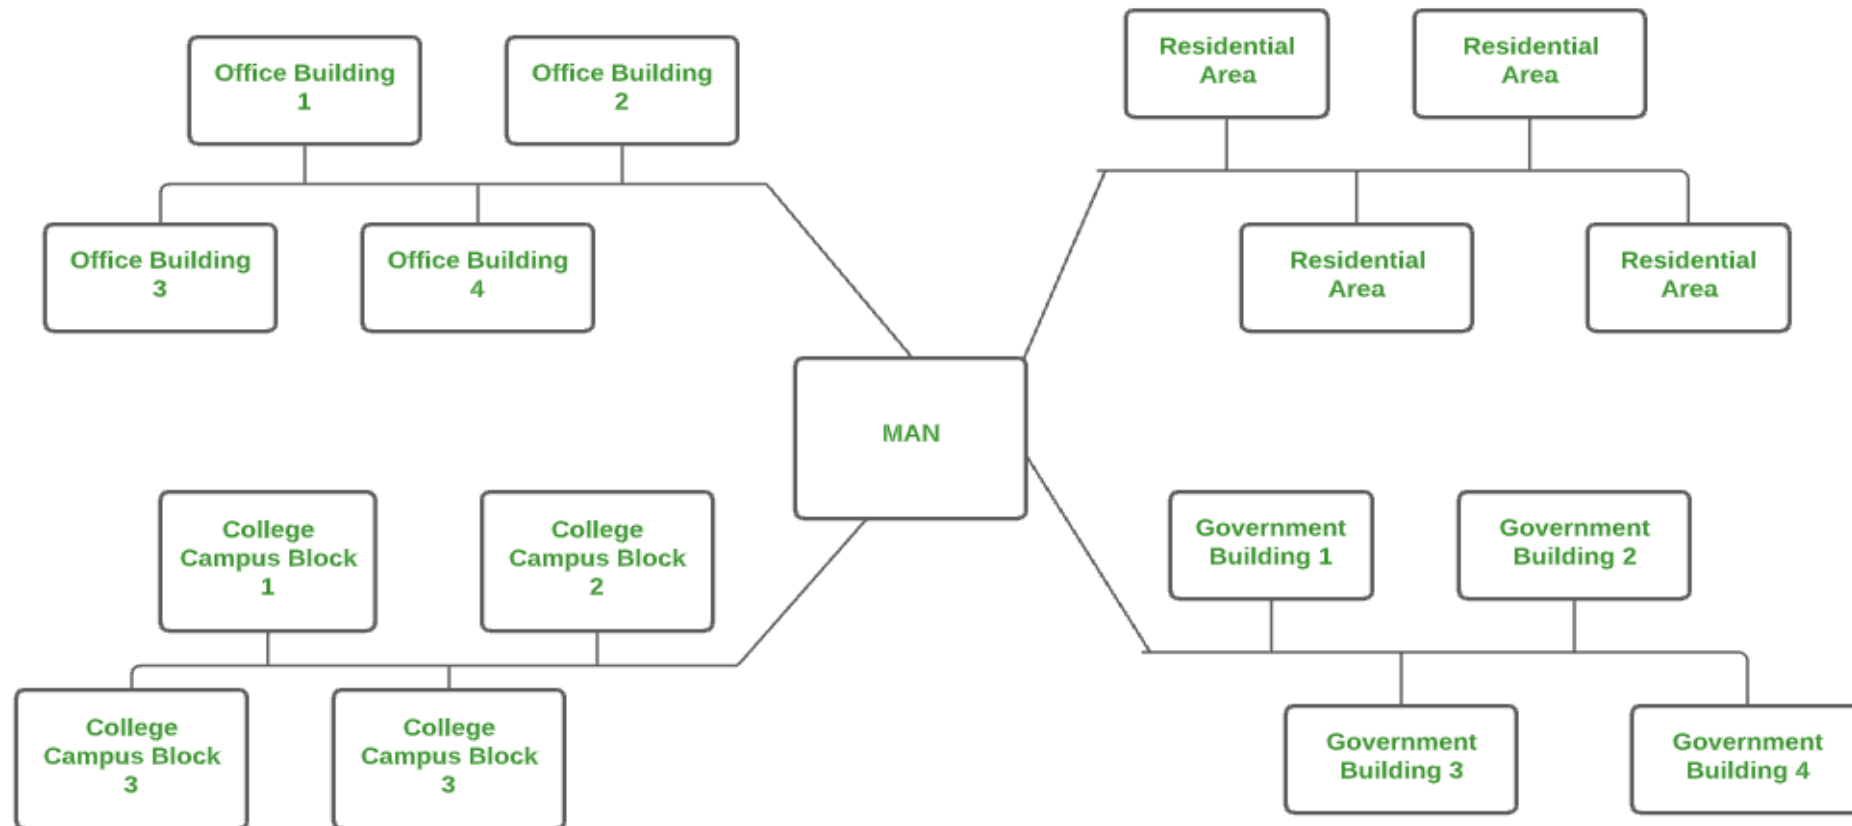 Office Building
1
Office Building
2
Office Building
3
Office Building
4
Residential
Area
Residential
Area
Residential
Area
Residential
Area
MAN
College
Campus Block
1
College
Campus Block
2
College
Campus Block
3
College
Campus Block
3
Government
Building 1
Government
Building 2
Government
Building 3
Government
Building 4